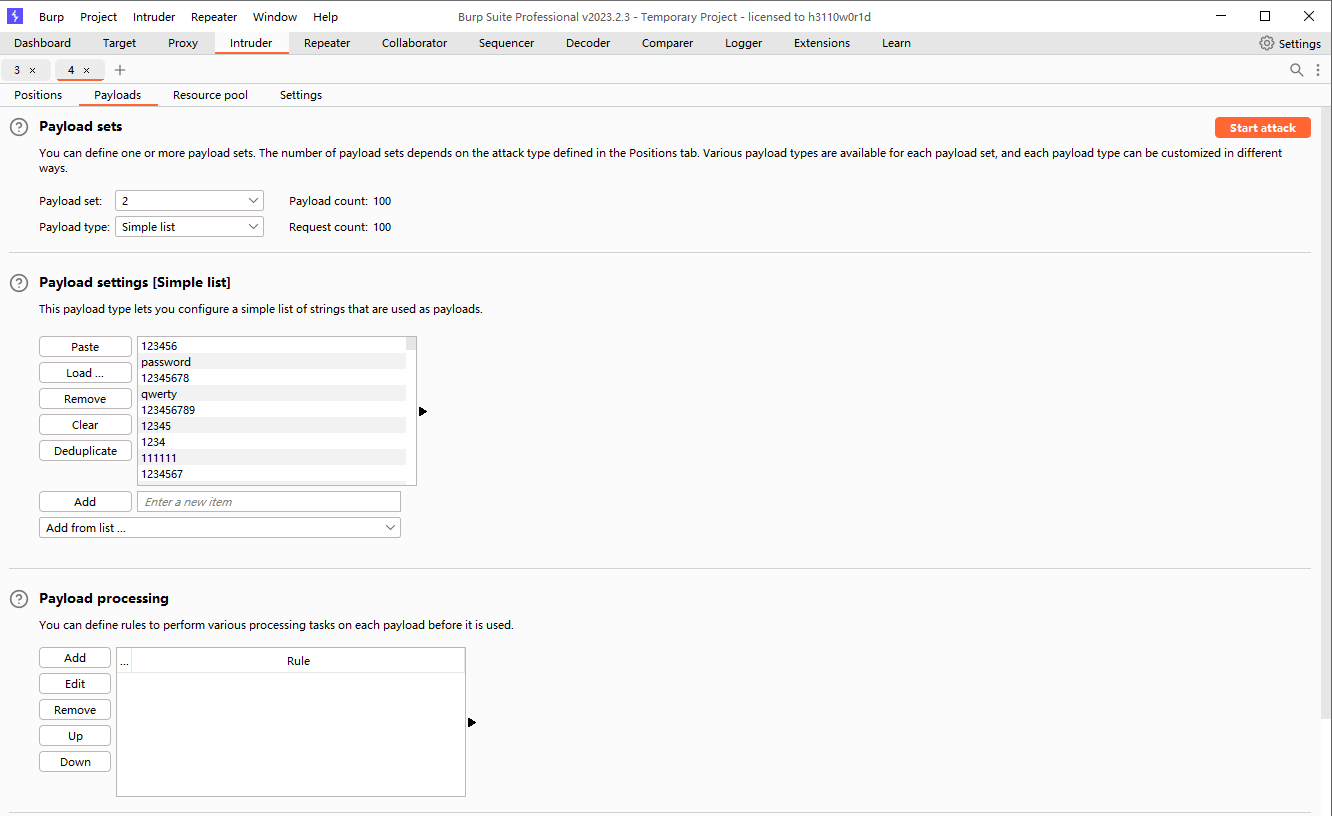 Burp Project Intruder Repeater Window Help Burp Suite Professional v2023.2.3 - Temporary Project - licensed to h3110w0r1d
Dashboard Target Proxy Intruder Repeater Collaborator Sequencer Decoder Comparer Logger Extensions Learn Settings
3 × 4 × +
Positions Payloads Resource pool Settings
? Payload sets Start attack
You can define one or more payload sets. The number of payload sets depends on the attack type defined in the Positions tab. Various payload types are available for each payload set, and each payload type can be customized in different
ways.
Payload set: 2 Payload count: 100
Payload type: Simple list Request count: 100
? Payload settings [Simple list]
This payload type lets you configure a simple list of strings that are used as payloads.
Paste 123456
password
Load ... 12345678
Remove qwerty
123456789
Clear 12345
1234
Deduplicate 111111
1234567
Add Enter a new item
Add from list ...
? Payload processing
You can define rules to perform various processing tasks on each payload before it is used.
Add ... Rule
Edit
Remove
Up
Down